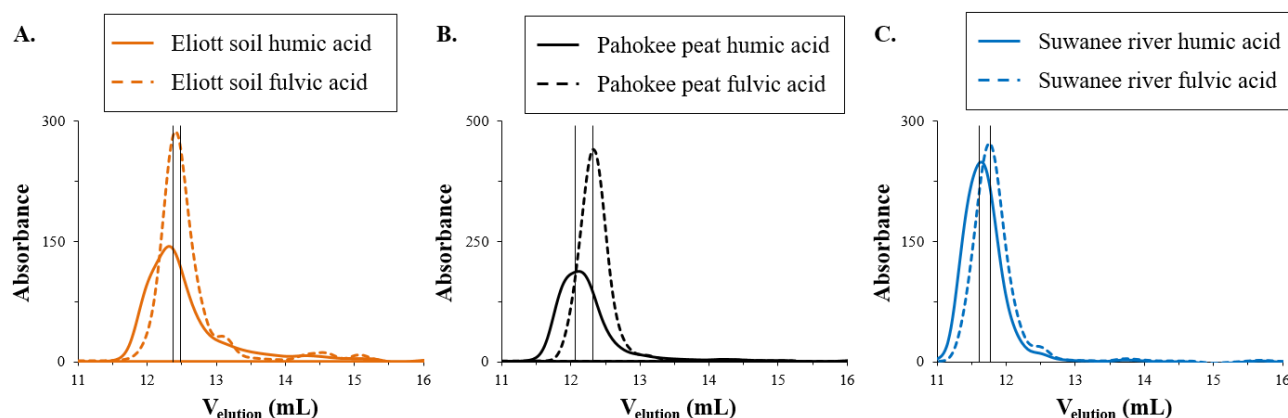 A.
Eliott soil humic acid
Eliott soil fulvic acid
300
150
0
Absorbance
11 12 13 14 15 16
Velution (mL)
B.
Pahokee peat humic acid
Pahokee peat fulvic acid
500
250
0
Absorbance
11 12 13 14 15 16
Velution (mL)
C.
Suwanee river humic acid
Suwanee river fulvic acid
300
150
0
Absorbance
11 12 13 14 15 16
Velution (mL)